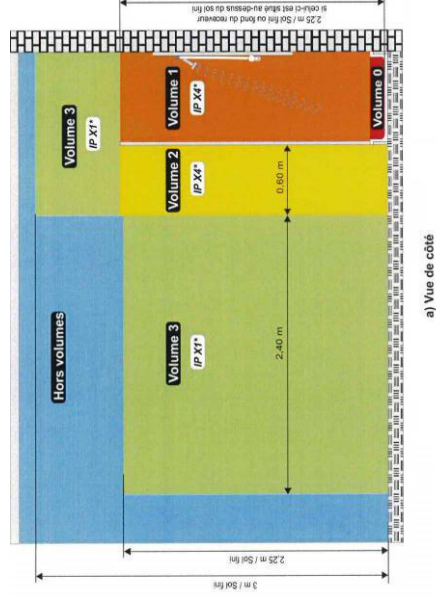 Hors volumes
Volume 3
IP X1*
Volume 3
IP X1*
Volume 2
IP X4*
Volume 1
IP X4*
Volume 0
2,40 m
0,60 m
3 m / Sol fini
2,25 m / Sol fini
2,25 / m Sol fini ou fond du receveur
si celui-ci est situé au-dessus du sol fini
a) Vue de côté